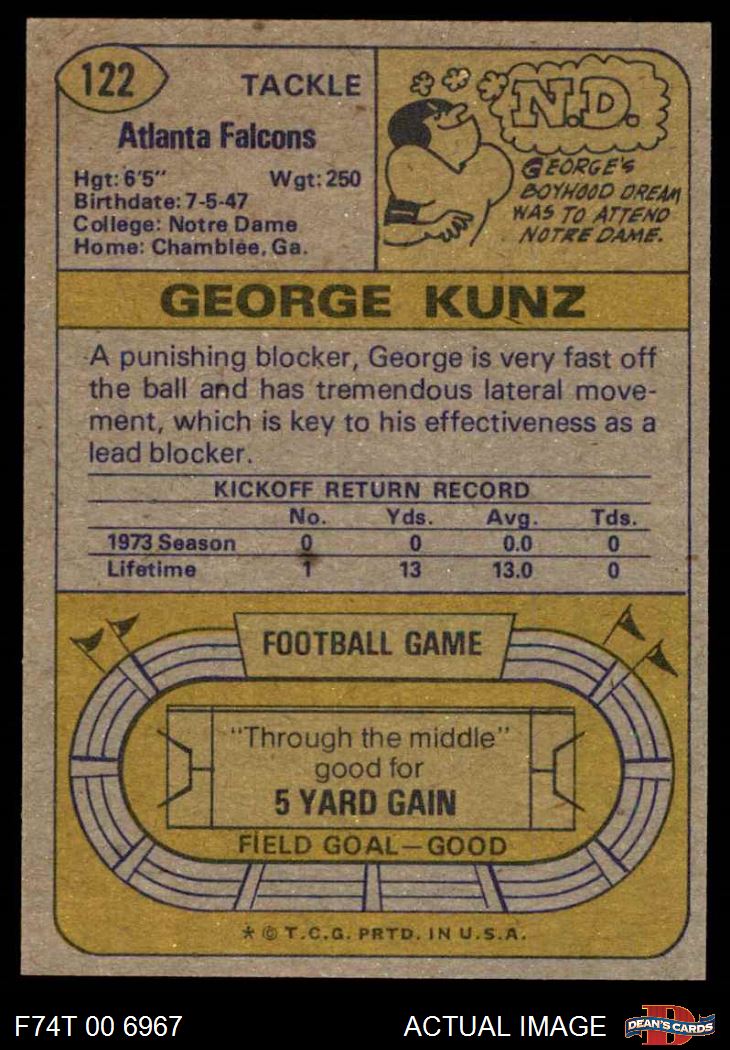 122
TACKLE
Atlanta Falcons
Hgt: 6'5" Wgt: 250
Birthdate: 7-5-47
College: Notre Dame
Home: Chamblee, Ga.
N.D.
GEORGE'S
BOYHOOD DREAM
WAS TO ATTEND
NOTRE DAME.
GEORGE KUNZ
A punishing blocker, George is very fast off
the ball and has tremendous lateral move-
ment, which is key to his effectiveness as a
lead blocker.
KICKOFF RETURN RECORD
No. Yds. Avg. Tds.
1973 Season 0 0 0.0 0
Lifetime 1 13 13.0 0
FOOTBALL GAME
"Through the middle"
good for
5 YARD GAIN
FIELD GOAL—GOOD
* © T.C.G. PRTD. IN U.S.A.
F74T 00 6967
ACTUAL IMAGE
D
DEAN'S CARDS